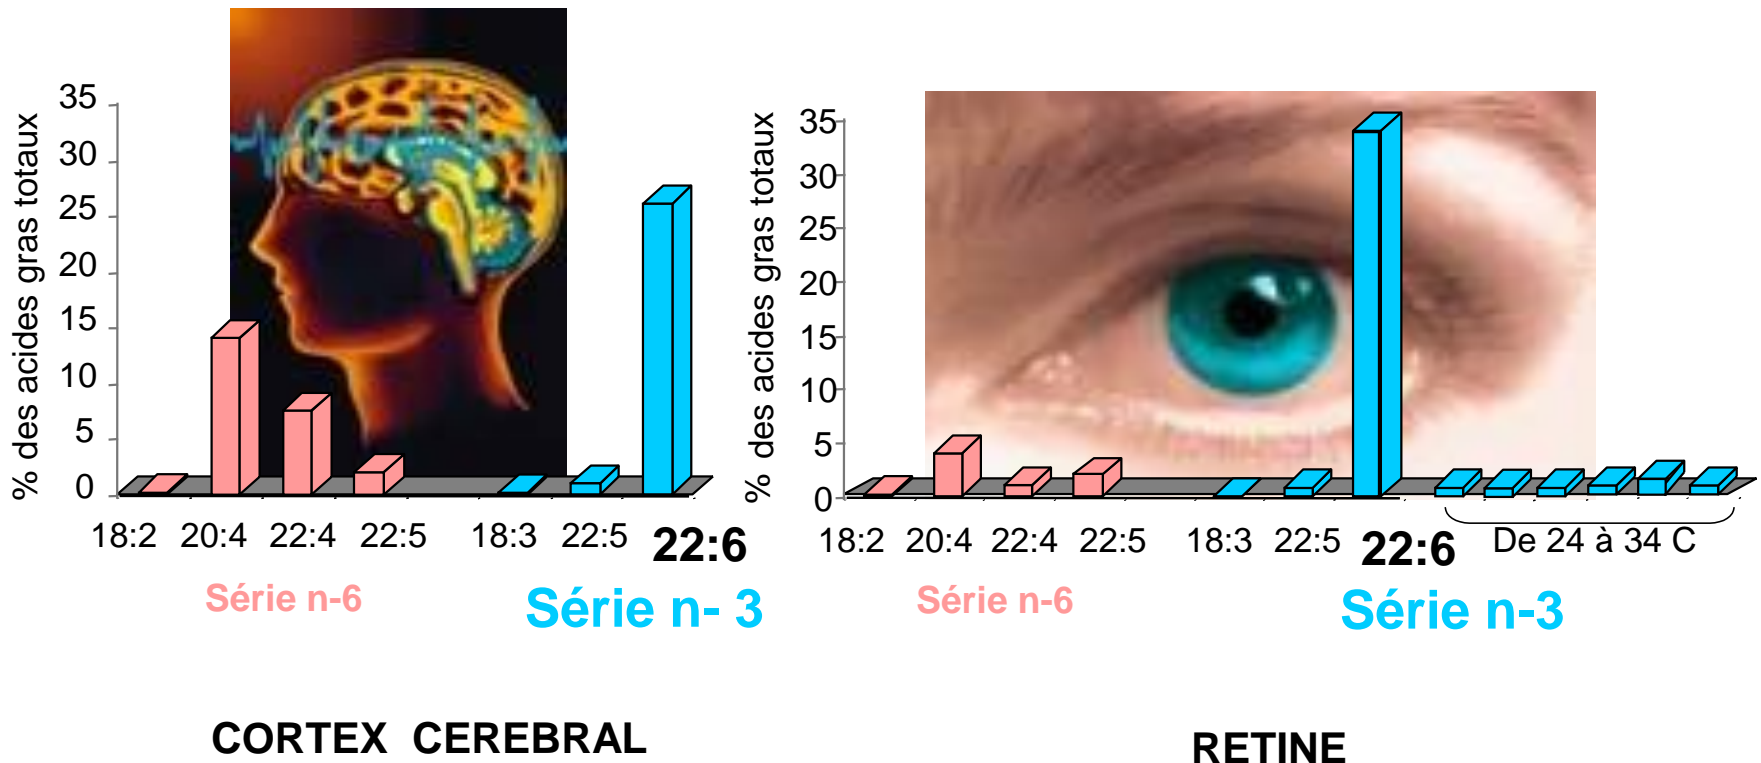 % des acides gras totaux
35
30
25
20
15
10
5
0
18:2 20:4 22:4 22:5 18:3 22:5 22:6
Série n-6
Série n- 3
CORTEX CEREBRAL
% des acides gras totaux
35
30
25
20
15
10
5
0
18:2 20:4 22:4 22:5 18:3 22:5 22:6 De 24 à 34 C
Série n-6
Série n-3
RETINE